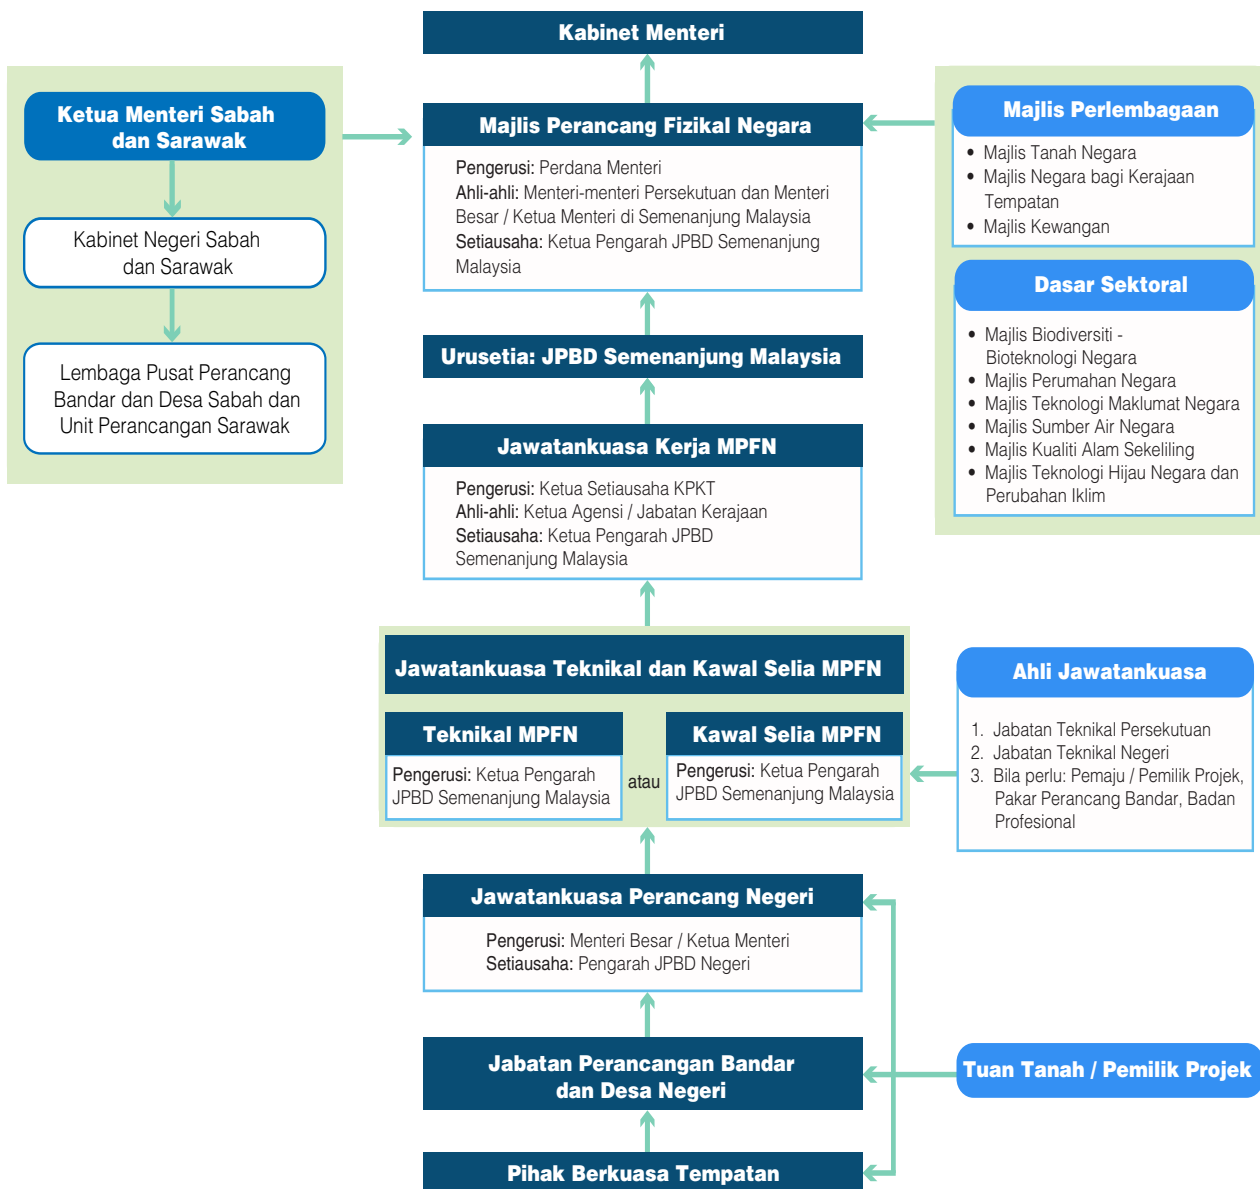 Kabinet Menteri
Ketua Menteri Sabah
dan Sarawak
Kabinet Negeri Sabah
dan Sarawak
Lembaga Pusat Perancang
Bandar dan Desa Sabah dan
Unit Perancangan Sarawak
Majlis Perancang Fizikal Negara
Pengerusi: Perdana Menteri
Ahli-ahli: Menteri-menteri Persekutuan dan Menteri
Besar / Ketua Menteri di Semenanjung Malaysia
Setiausaha: Ketua Pengarah JPBD Semenanjung
Malaysia
Majlis Perlembagaan
• Majlis Tanah Negara
• Majlis Negara bagi Kerajaan
Tempatan
• Majlis Kewangan
Dasar Sektoral
• Majlis Biodiversiti -
Bioteknologi Negara
• Majlis Perumahan Negara
• Majlis Teknologi Maklumat Negara
• Majlis Sumber Air Negara
• Majlis Kualiti Alam Sekeliling
• Majlis Teknologi Hijau Negara dan
Perubahan Iklim
Urusetia: JPBD Semenanjung Malaysia
Jawatankuasa Kerja MPFN
Pengerusi: Ketua Setiausaha KPKT
Ahli-ahli: Ketua Agensi / Jabatan Kerajaan
Setiausaha: Ketua Pengarah JPBD
Semenanjung Malaysia
Jawatankuasa Teknikal dan Kawal Selia MPFN
Teknikal MPFN
Pengerusi: Ketua Pengarah
JPBD Semenanjung Malaysia
atau
Kawal Selia MPFN
Pengerusi: Ketua Pengarah
JPBD Semenanjung Malaysia
Ahli Jawatankuasa
1. Jabatan Teknikal Persekutuan
2. Jabatan Teknikal Negeri
3. Bila perlu: Pemaju / Pemilik Projek,
Pakar Perancang Bandar, Badan
Profesional
Jawatankuasa Perancang Negeri
Pengerusi: Menteri Besar / Ketua Menteri
Setiausaha: Pengarah JPBD Negeri
Jabatan Perancangan Bandar
dan Desa Negeri
Tuan Tanah / Pemilik Projek
Pihak Berkuasa Tempatan